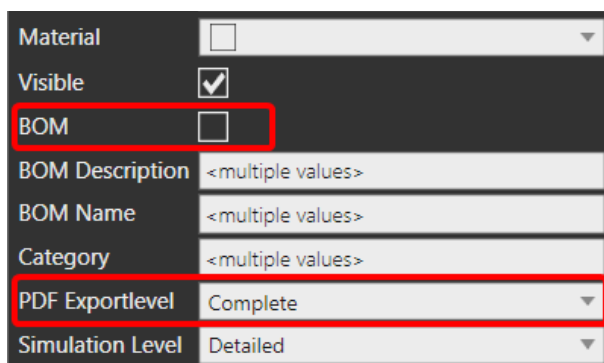 Material
Visible
BOM
BOM Description <multiple values>
BOM Name <multiple values>
Category <multiple values>
PDF Exportlevel Complete
Simulation Level Detailed